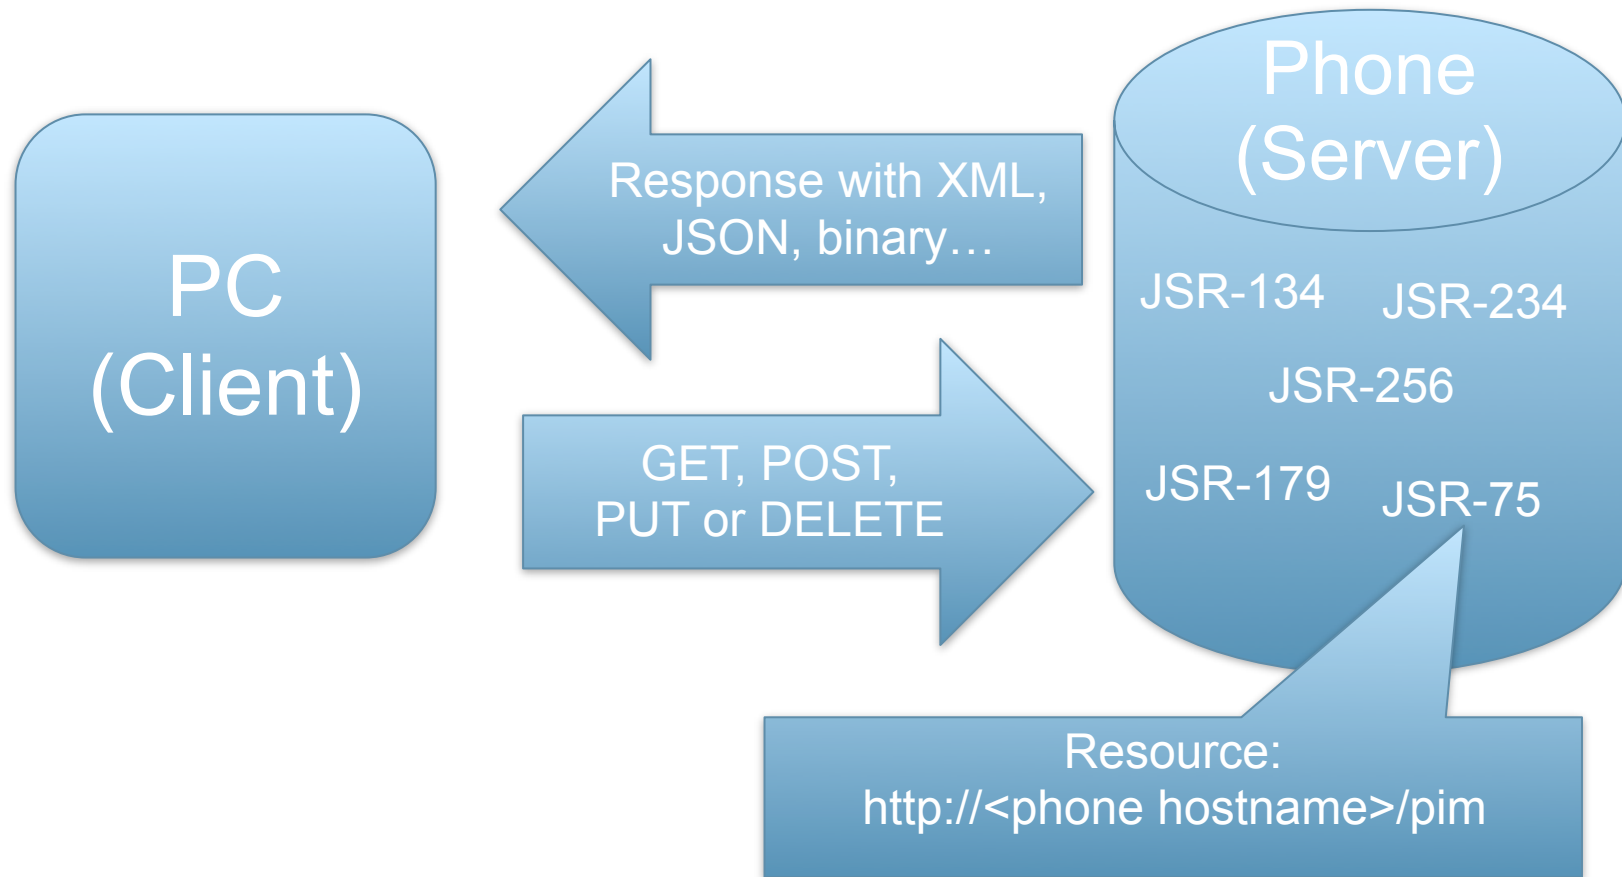 PC
(Client)
Response with XML,
JSON, binary…
GET, POST,
PUT or DELETE
Phone
(Server)
JSR-134
JSR-234
JSR-256
JSR-179
JSR-75
Resource:
http://<phone hostname>/pim